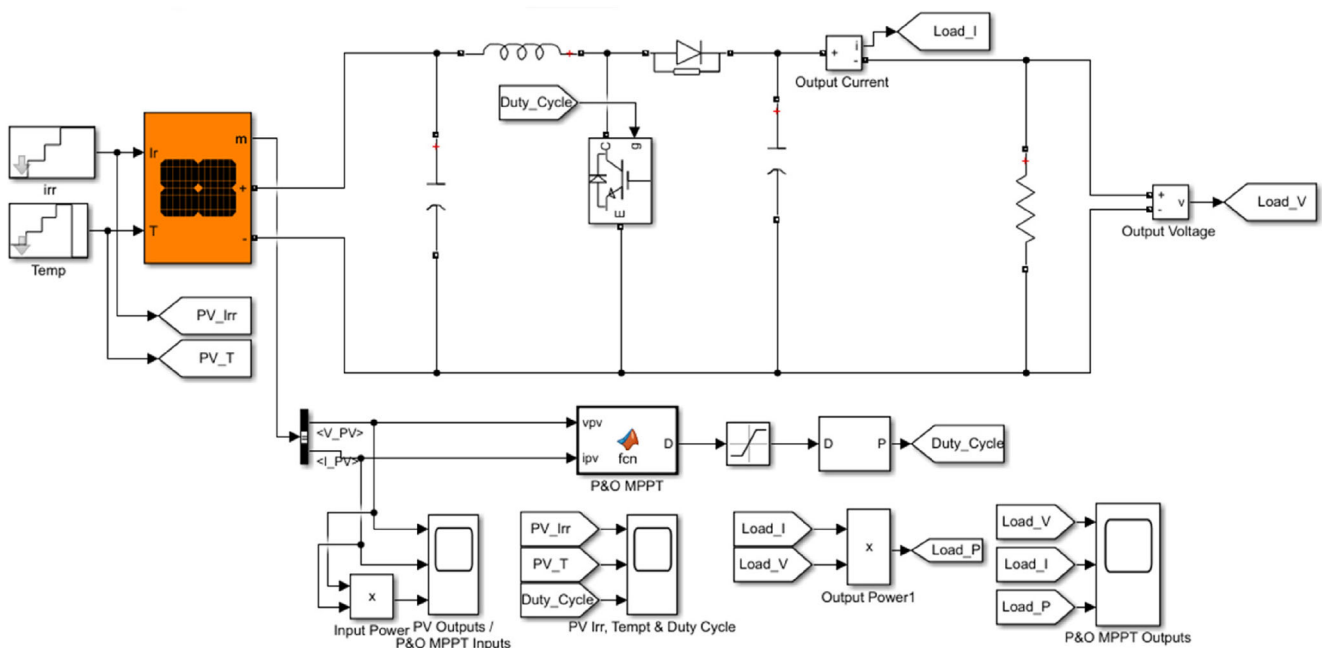 Load_I
i
+
-
Output Current
Duty_Cycle
C
g
E
m
Ir
+
T
-
irr
Temp
+
-
v
Load_V
Output Voltage
PV_Irr
PV_T
<V_PV>
<I_PV>
vpv
ipv
fcn
D
P&O MPPT
D
P
Duty_Cycle
x
Input Power
PV Outputs /
P&O MPPT Inputs
PV_Irr
PV_T
Duty_Cycle
PV Irr, Tempt & Duty Cycle
Load_I
Load_V
x
Load_P
Output Power1
Load_V
Load_I
Load_P
P&O MPPT Outputs